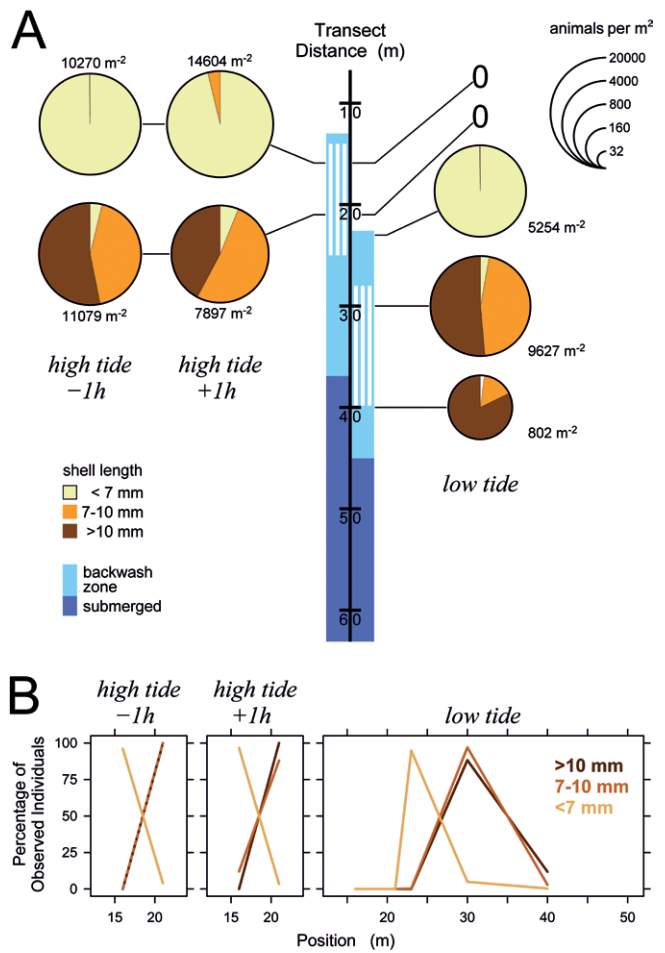 A
Transect
Distance (m)
animals per m²
20000
4000
800
160
32
10270 m⁻²
14604 m⁻²
0
0
10
20
30
40
50
60
5254 m⁻²
11079 m⁻²
7897 m⁻²
9627 m⁻²
802 m⁻²
high tide
−1h
high tide
+1h
low tide
shell length
< 7 mm
7-10 mm
>10 mm
backwash
zone
submerged
B
high tide
−1h
high tide
+1h
low tide
Percentage of
Observed Individuals
100
75
50
25
0
>10 mm
7-10 mm
<7 mm
15 20
15 20
20 30 40 50
Position (m)